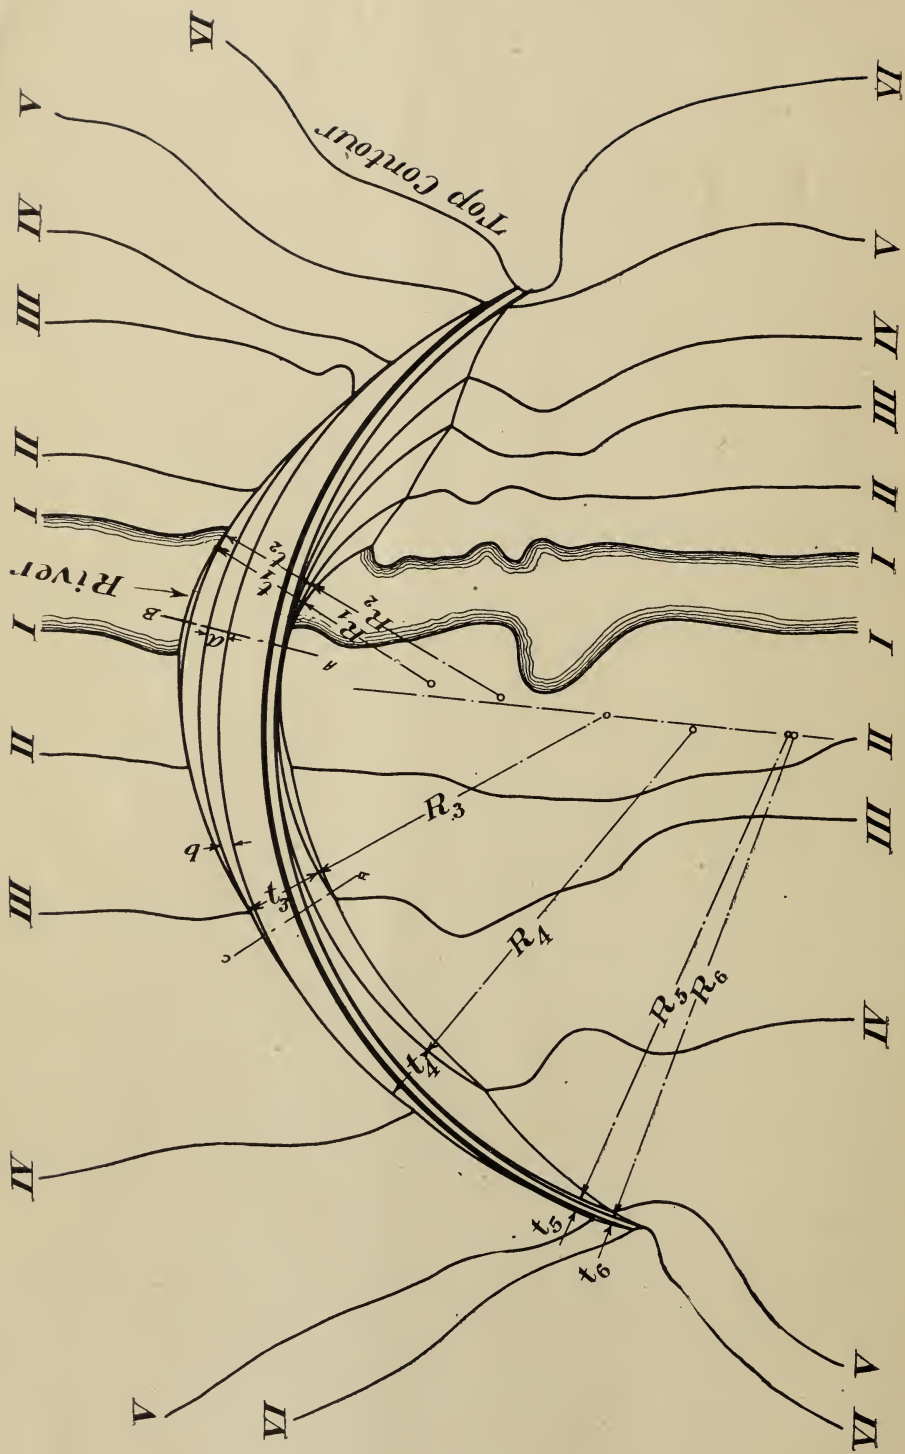 VI
V
IV
III
II
I
I
II
III
IV
V
VI
Top Contour
River
B
a
A
b
C
t₁
t₂
t₃
t₄
t₅
t₆
R₁
R₂
R₃
R₄
R₅
R₆
VI
V
IV
III
II
I
I
II
III
IV
V
VI